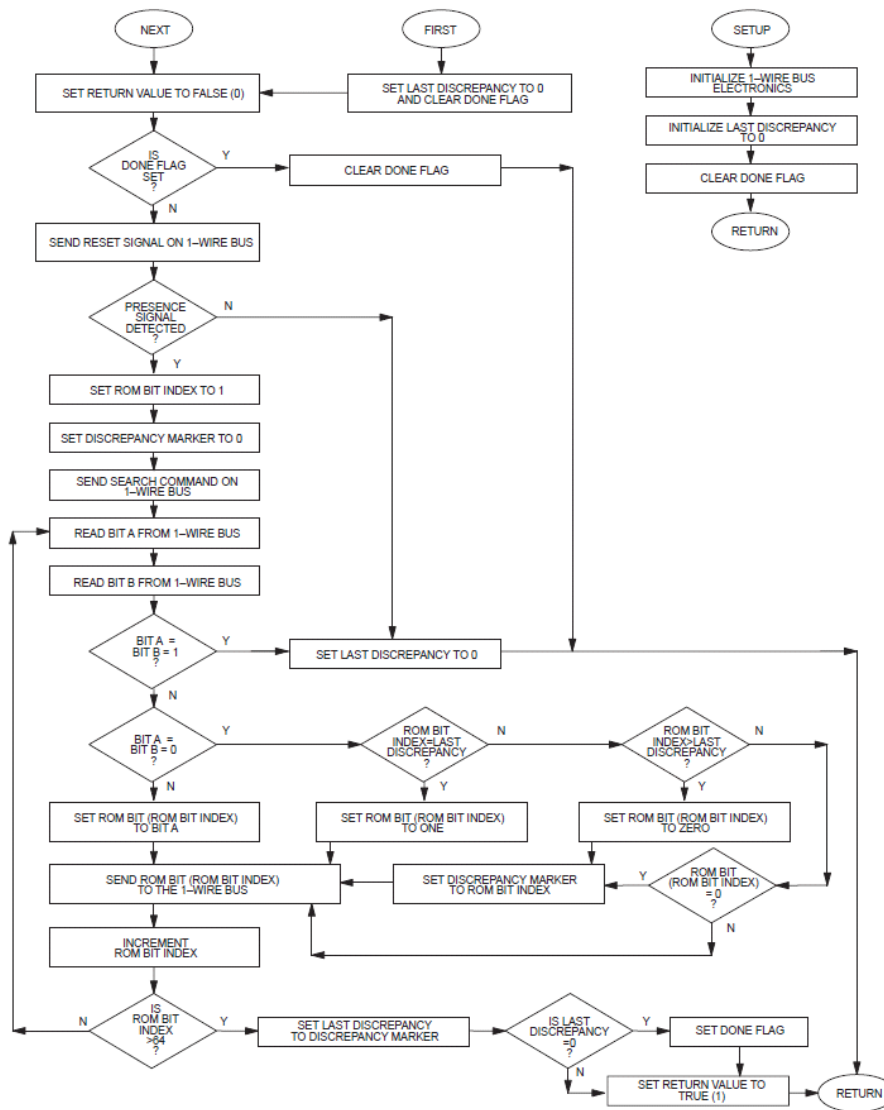 NEXT
FIRST
SETUP
SET RETURN VALUE TO FALSE (0)
SET LAST DISCREPANCY TO 0
AND CLEAR DONE FLAG
INITIALIZE 1–WIRE BUS
ELECTRONICS
INITIALIZE LAST DISCREPANCY
TO 0
CLEAR DONE FLAG
RETURN
IS
DONE FLAG
SET
?
Y
CLEAR DONE FLAG
N
SEND RESET SIGNAL ON 1–WIRE BUS
PRESENCE
SIGNAL
DETECTED
?
N
Y
SET ROM BIT INDEX TO 1
SET DISCREPANCY MARKER TO 0
SEND SEARCH COMMAND ON
1–WIRE BUS
READ BIT A FROM 1–WIRE BUS
READ BIT B FROM 1–WIRE BUS
BIT A =
BIT B = 1
?
Y
SET LAST DISCREPANCY TO 0
N
BIT A =
BIT B = 0
?
Y
ROM BIT
INDEX=LAST
DISCREPANCY
?
N
ROM BIT
INDEX>LAST
DISCREPANCY
?
N
N
Y
Y
SET ROM BIT (ROM BIT INDEX)
TO BIT A
SET ROM BIT (ROM BIT INDEX)
TO ONE
SET ROM BIT (ROM BIT INDEX)
TO ZERO
SEND ROM BIT (ROM BIT INDEX)
TO THE 1–WIRE BUS
SET DISCREPANCY MARKER
TO ROM BIT INDEX
Y
ROM BIT
(ROM BIT INDEX)
= 0
?
N
INCREMENT
ROM BIT INDEX
N
IS
ROM BIT
INDEX
>64
?
Y
SET LAST DISCREPANCY
TO DISCREPANCY MARKER
IS LAST
DISCREPANCY
=0
?
Y
SET DONE FLAG
N
SET RETURN VALUE TO
TRUE (1)
RETURN